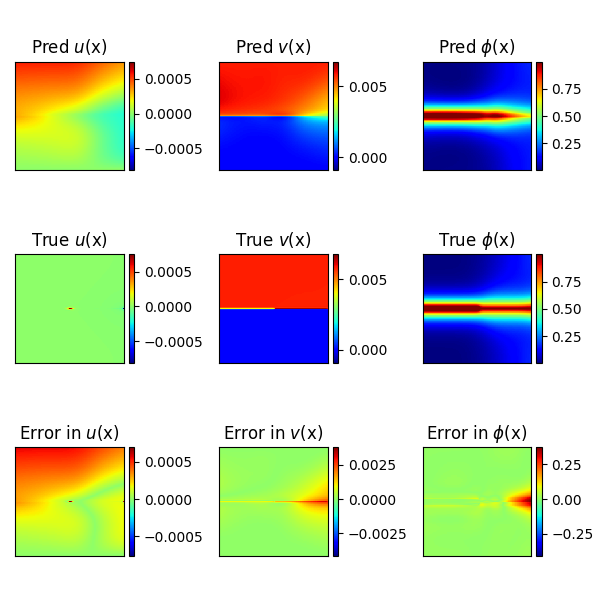 Pred u(x)
Pred v(x)
Pred ϕ(x)
0.0005
0.0000
−0.0005
0.005
0.000
0.75
0.50
0.25
True u(x)
True v(x)
True ϕ(x)
0.0005
0.0000
−0.0005
0.005
0.000
0.75
0.50
0.25
Error in u(x)
Error in v(x)
Error in ϕ(x)
0.0005
0.0000
−0.0005
0.0025
0.0000
−0.0025
0.25
0.00
−0.25